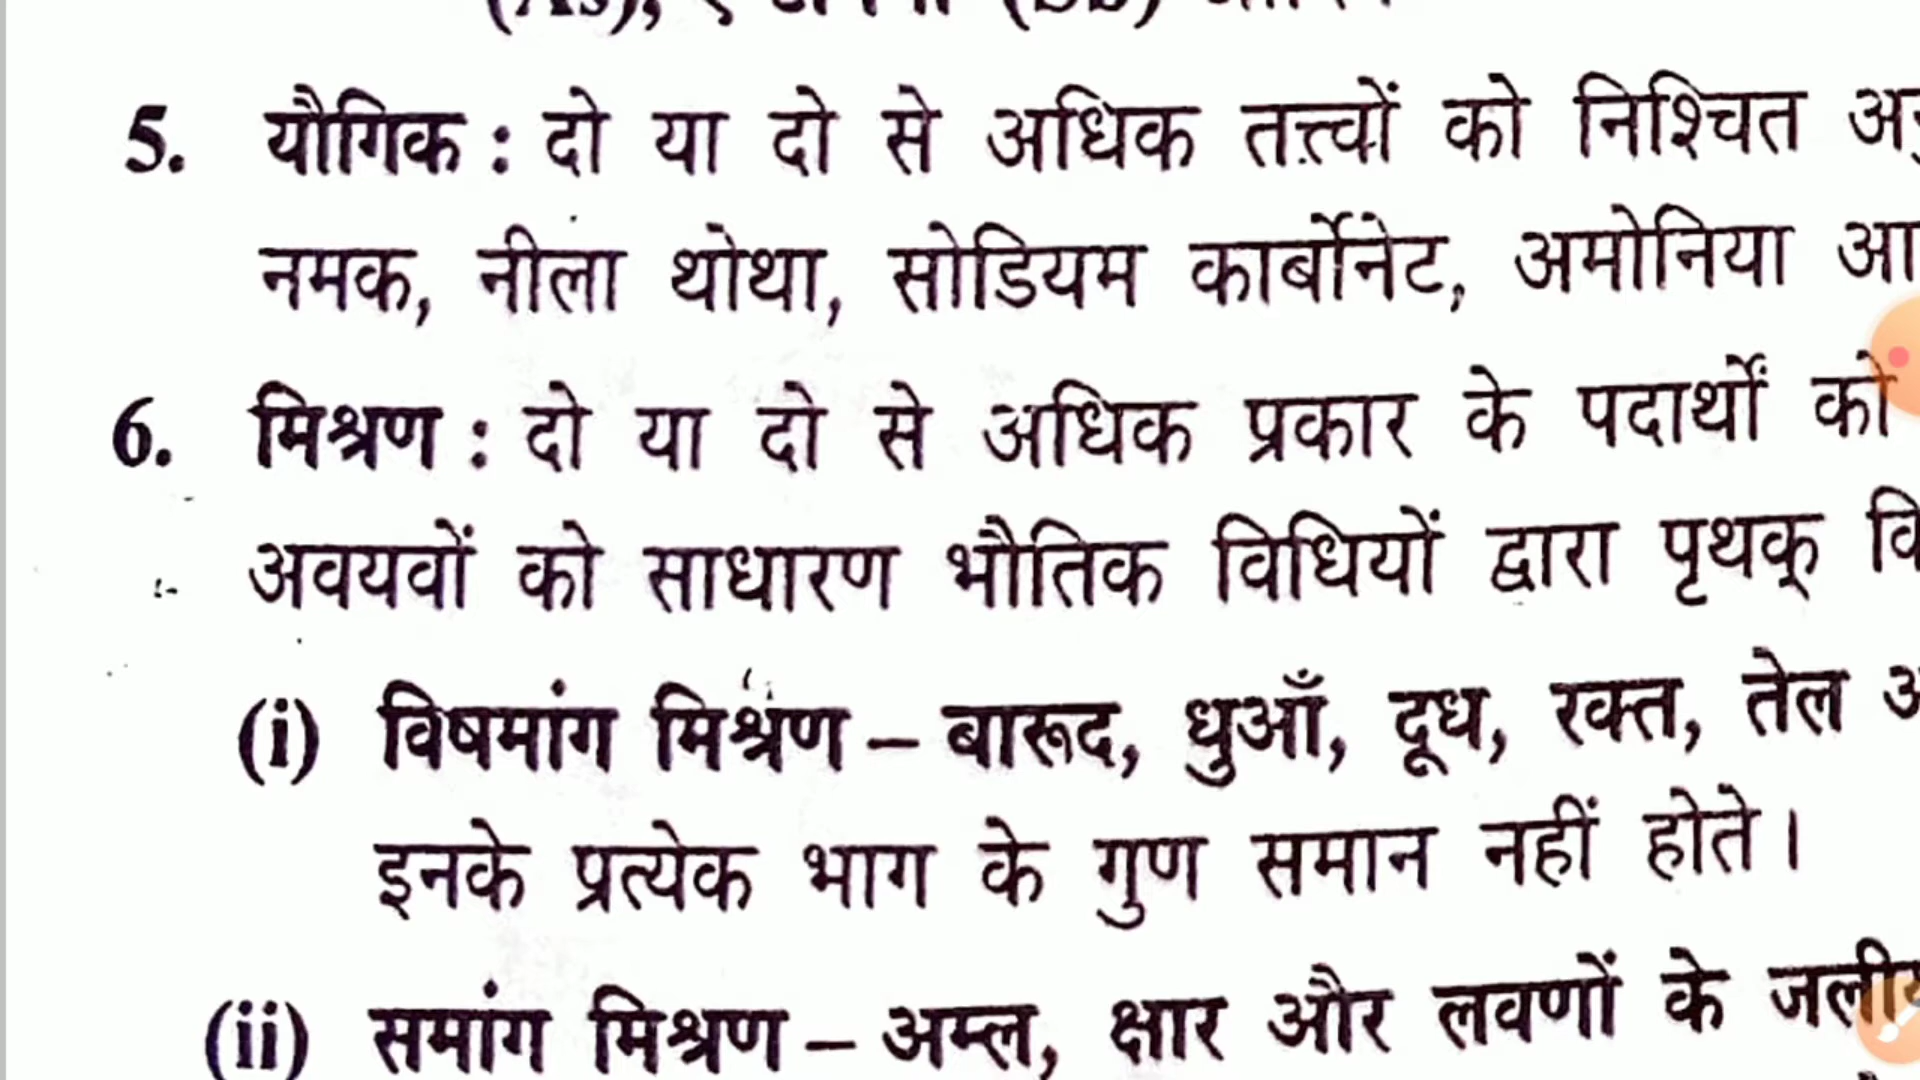 5. यौगिक : दो या दो से अधिक तत्त्वों को निश्चित
नमक, नीला थोथा, सोडियम कार्बोनेट, अमोनिया
6. मिश्रण : दो या दो से अधिक प्रकार के पदार्थों को
अवयवों को साधारण भौतिक विधियों द्वारा पृथक्
(i) विषमांग मिश्रण – बारूद, धुआँ, दूध, रक्त, तेल
इनके प्रत्येक भाग के गुण समान नहीं होते।
(ii) समांग मिश्रण – अम्ल, क्षार और लवणों के